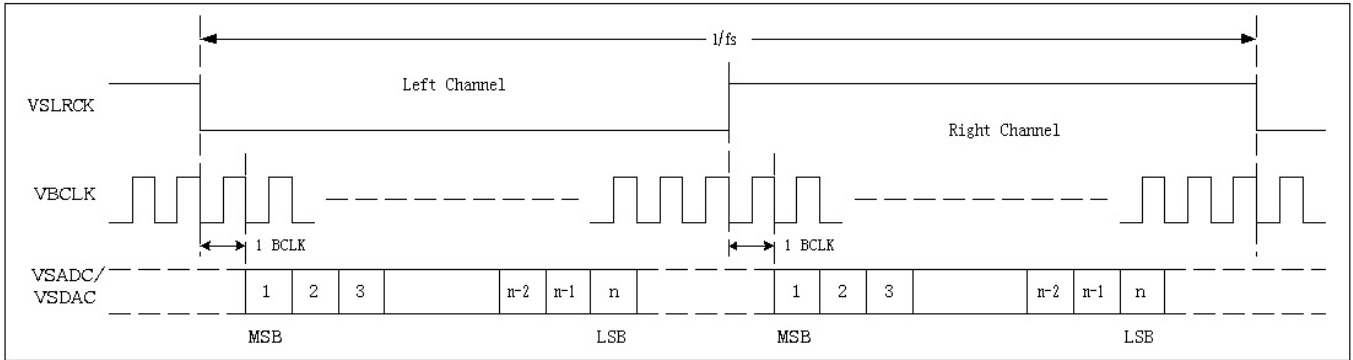 1/fs
Left Channel
VSLRCK
Right Channel
VBCLK
1 BCLK
1 BCLK
VSADC/
VSDAC
1 2 3 n-2 n-1 n 1 2 3 n-2 n-1 n
MSB LSB MSB LSB